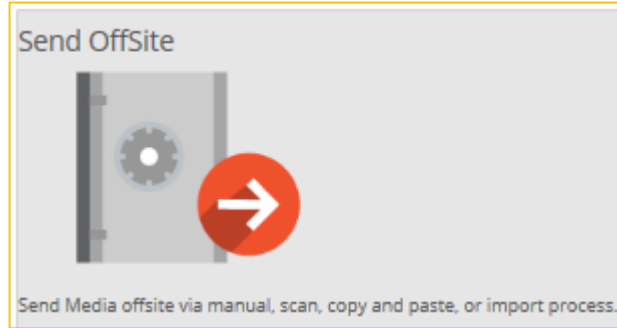 Send OffSite
Send Media offsite via manual, scan, copy and paste, or import process.